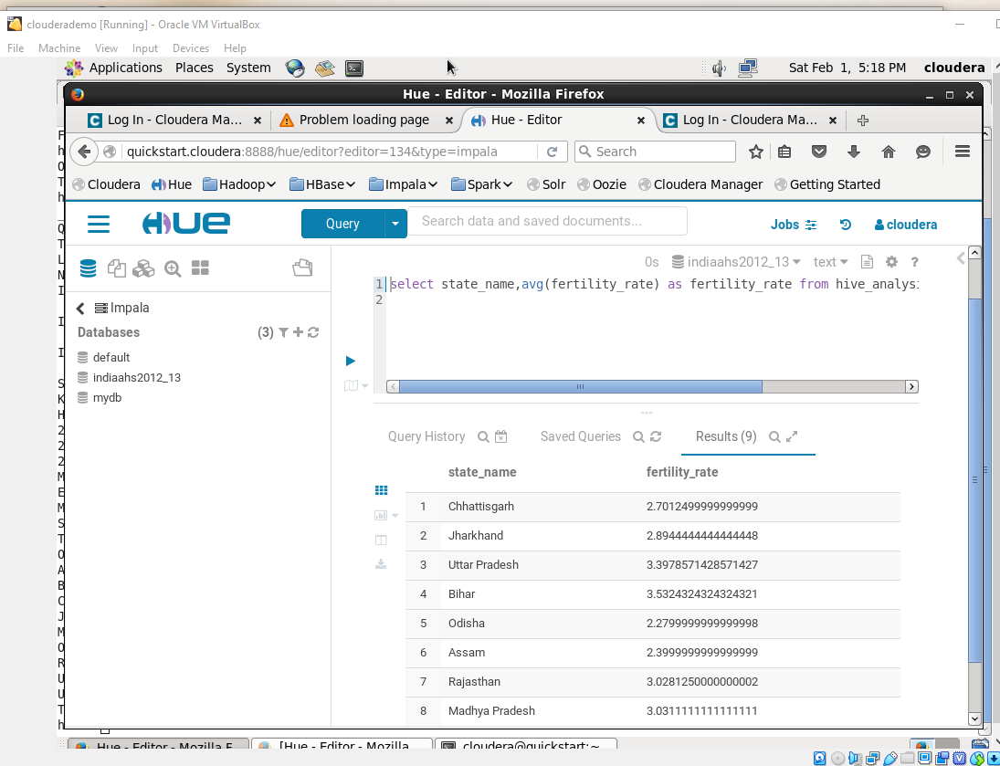 clouderademo [Running] - Oracle VM VirtualBox
File Machine View Input Devices Help
Applications Places System Sat Feb 1, 5:18 PM cloudera
Hue - Editor - Mozilla Firefox
Log In - Cloudera Ma... Problem loading page Hue - Editor Log In - Cloudera Ma...
quickstart.cloudera:8888/hue/editor?editor=134&type=impala Search
Cloudera Hue Hadoop HBase Impala Spark Solr Oozie Cloudera Manager Getting Started
HUE Query Search data and saved documents... Jobs cloudera
0s indiaahs2012_13 text ?
1 select state_name,avg(fertility_rate) as fertility_rate from hive_analysi
2
Impala
Databases (3)
default
indiaahs2012_13
mydb
Query History Saved Queries Results (9)
state_name fertility_rate
1 Chhattisgarh 2.7012499999999999
2 Jharkhand 2.8944444444444448
3 Uttar Pradesh 3.3978571428571427
4 Bihar 3.5324324324324321
5 Odisha 2.2799999999999998
6 Assam 2.3999999999999999
7 Rajasthan 3.0281250000000002
8 Madhya Pradesh 3.0311111111111111
Hue - Editor - Mozilla F... [Hue - Editor - Mozilla ... cloudera@quickstart:~